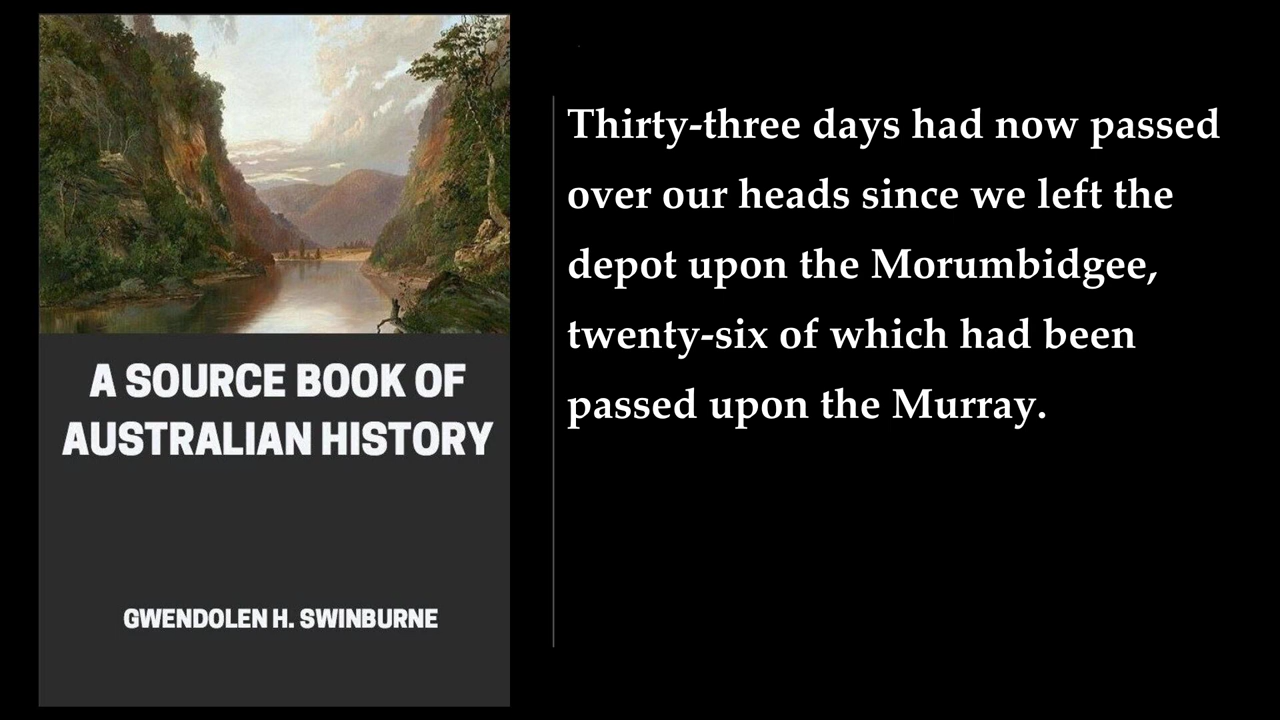 A SOURCE BOOK OF
AUSTRALIAN HISTORY
GWENDOLEN H. SWINBURNE
Thirty-three days had now passed
over our heads since we left the
depot upon the Morumbidgee,
twenty-six of which had been
passed upon the Murray.